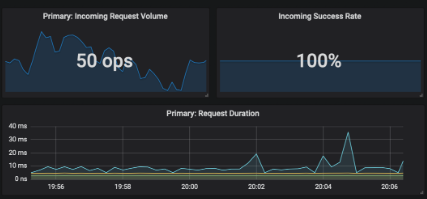 Primary: Incoming Request Volume
50 ops
Incoming Success Rate
100%
Primary: Request Duration
40 ms
30 ms
20 ms
10 ms
0 ns
19:56 19:58 20:00 20:02 20:04 20:06